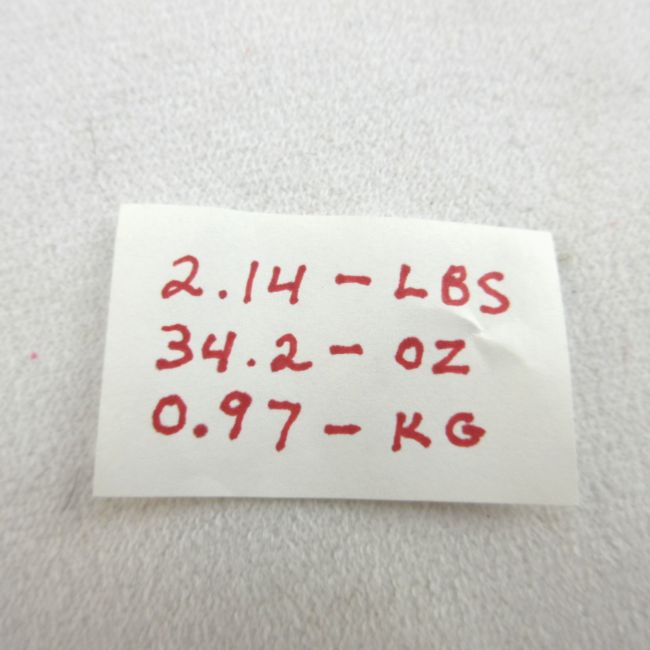 2.14 - LBS
34.2 - OZ
0.97 - KG